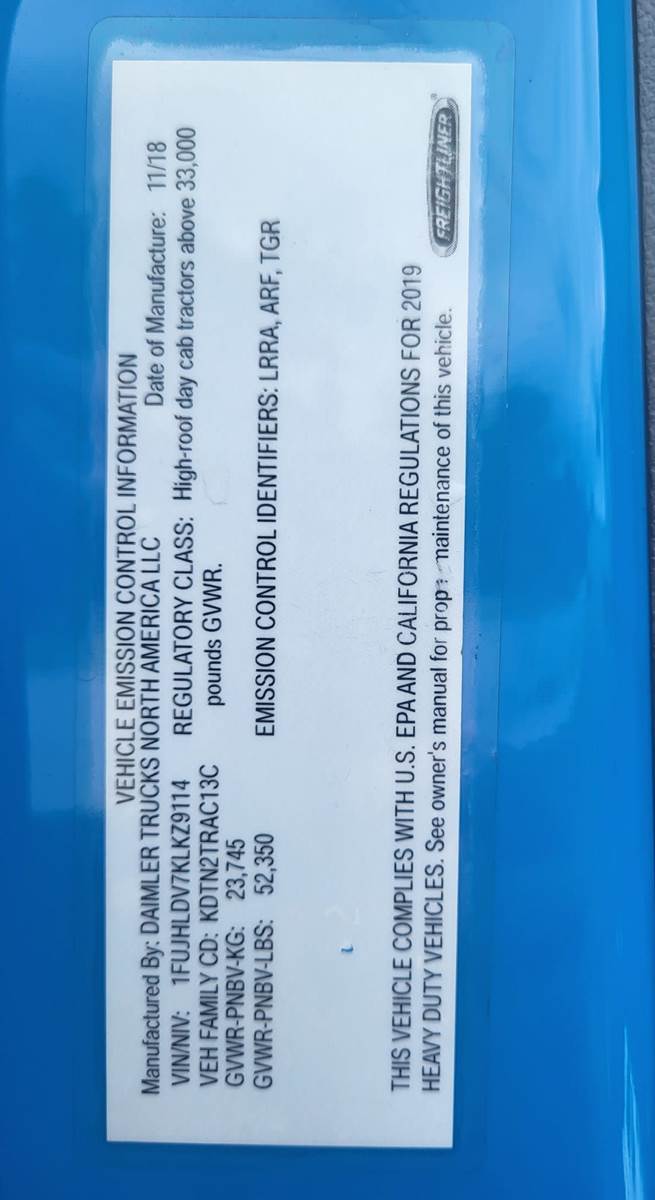 VEHICLE EMISSION CONTROL INFORMATION
Manufactured By: DAIMLER TRUCKS NORTH AMERICA LLC Date of Manufacture: 11/18
VIN/NIV: 1FUJHLDV7KLKZ9114 REGULATORY CLASS: High-roof day cab tractors above 33,000
VEH FAMILY CD: KDTN2TRAC13C pounds GVWR.
GVWR-PNBV-KG: 23,745
GVWR-PNBV-LBS: 52,350 EMISSION CONTROL IDENTIFIERS: LRRA, ARF, TGR
THIS VEHICLE COMPLIES WITH U.S. EPA AND CALIFORNIA REGULATIONS FOR 2019
HEAVY DUTY VEHICLES. See owner's manual for maintenance of this vehicle.
FREIGHTLINER